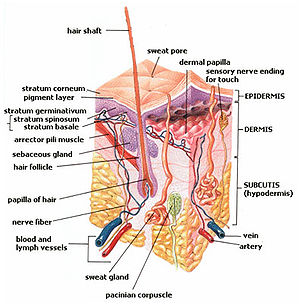 hair shaft
sweat pore
dermal papilla
sensory nerve ending
for touch
stratum corneum
pigment layer
stratum germinativum
stratum spinosum
stratum basale
arrector pili muscle
sebaceous gland
hair follicle
papilla of hair
nerve fiber
blood and
lymph vessels
sweat gland
pacinian corpuscle
EPIDERMIS
DERMIS
SUBCUTIS
(hypodermis)
vein
artery